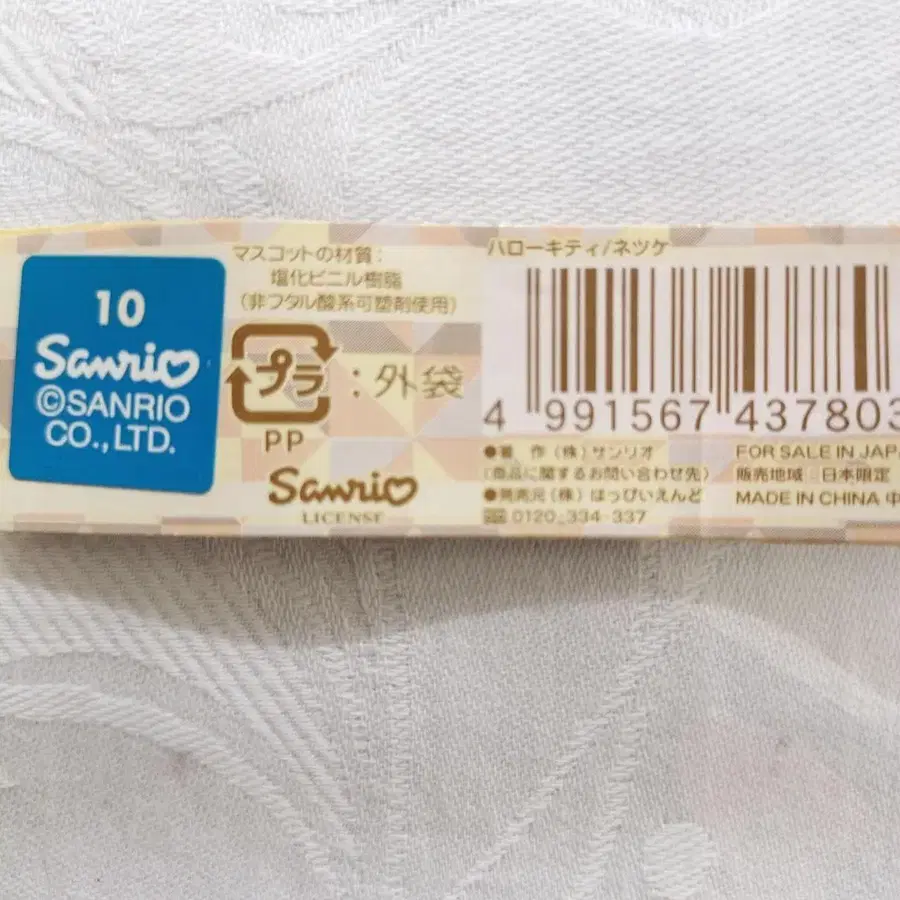 10
Sanrio
©SANRIO
CO., LTD.
マスコットの材質：
塩化ビニル樹脂
（非フタル酸系可塑剤使用）
プラ：外袋
PP
Sanrio
LICENSE
ハローキティ/ネツケ
4 991567 437803
●著 作（株）サンリオ
（商品に関するお問い合わせ先）
●発売元（株）はっぴいえんど
0120-334-337
FOR SALE IN JAPA
販売地域：日本限定
MADE IN CHINA 中